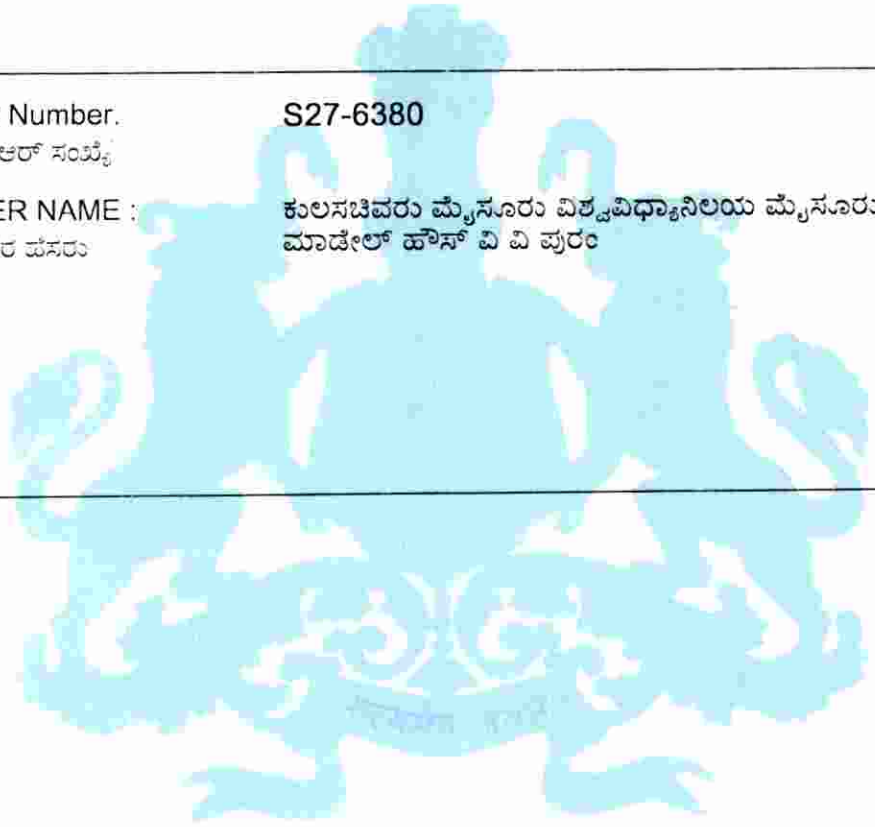 Number. S27-6380
ಆರ್ ಸಂಖ್ಯೆ
ER NAME : ಕುಲಸಚಿವರು ಮೈಸೂರು ವಿಶ್ವವಿಧ್ಯಾನಿಲಯ ಮೈಸೂರು
ರ ಹೆಸರು ಮಾಡೇಲ್ ಹೌಸ್ ವಿ ವಿ ಪುರಂ